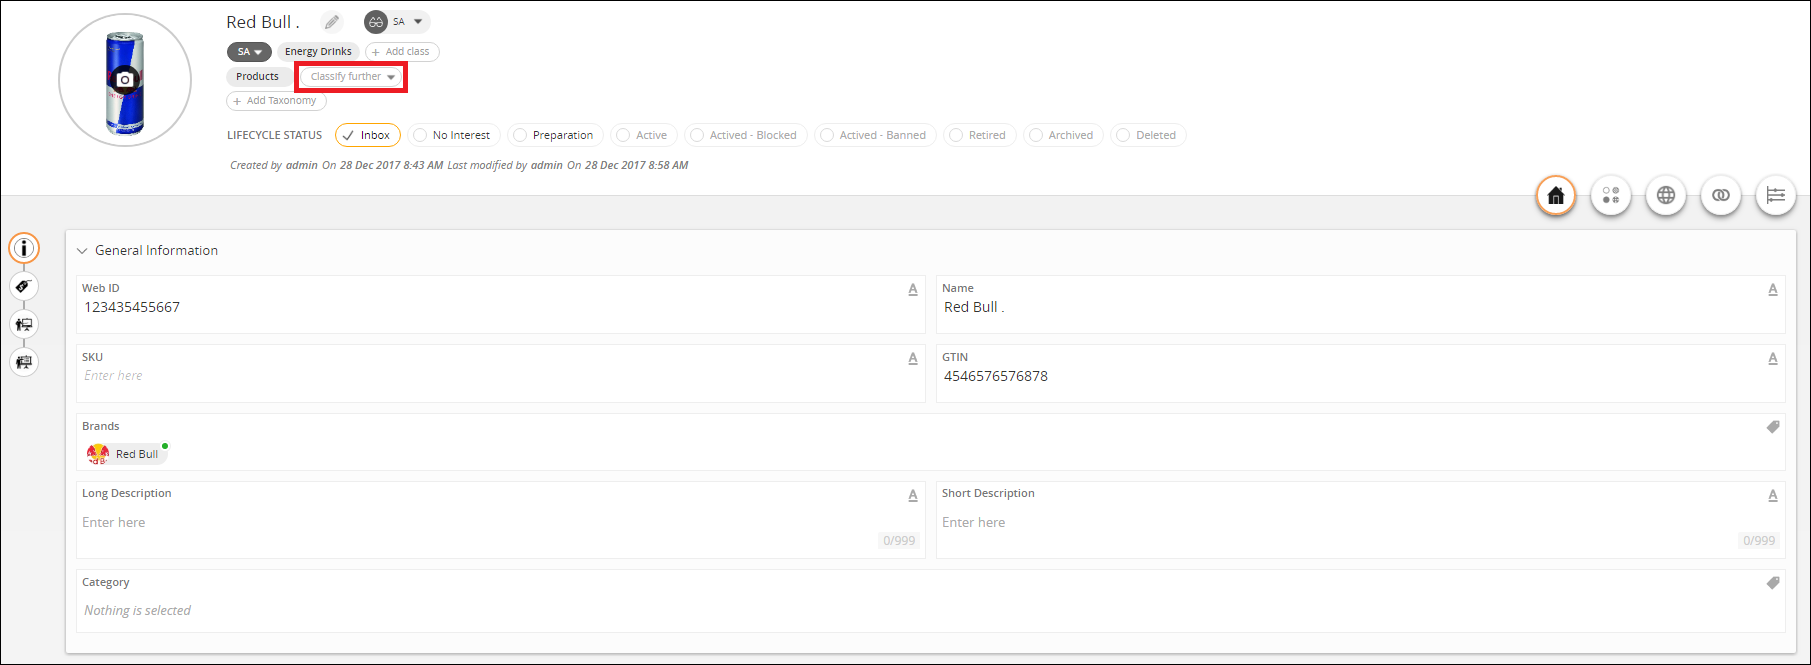 Red Bull .
SA
SA
Energy Drinks
+ Add class
Products
Classify further
+ Add Taxonomy
LIFECYCLE STATUS
Inbox
No Interest
Preparation
Active
Actived - Blocked
Actived - Banned
Retired
Archived
Deleted
Created by admin On 28 Dec 2017 8:43 AM Last modified by admin On 28 Dec 2017 8:58 AM
General Information
Web ID
123435455667
Name
Red Bull .
SKU
Enter here
GTIN
4546576576878
Brands
Red Bull
Long Description
Enter here
0/999
Short Description
Enter here
0/999
Category
Nothing is selected